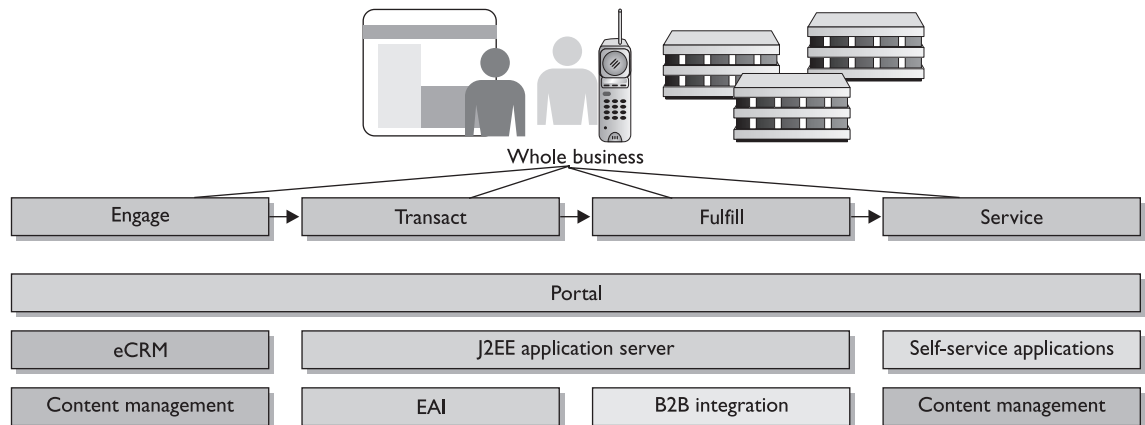 Whole business
Engage
Transact
Fulfill
Service
Portal
eCRM
J2EE application server
Self-service applications
Content management
EAI
B2B integration
Content management